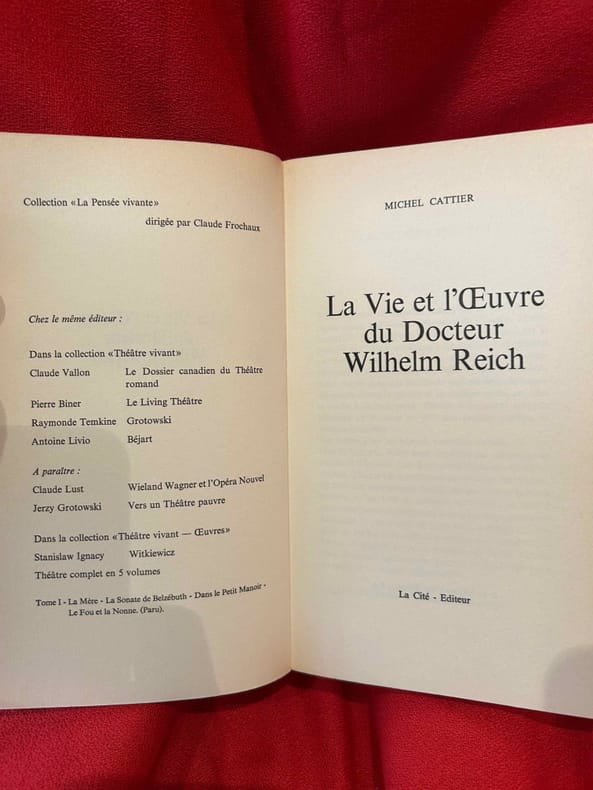 Collection «La Pensée vivante»
dirigée par Claude Frochaux
Chez le même éditeur :
Dans la collection «Théâtre vivant»
Claude Vallon Le Dossier canadien du Théâtre
romand
Pierre Biner Le Living Théâtre
Raymonde Temkine Grotowski
Antoine Livio Béjart
A paraître :
Claude Lust Wieland Wagner et l'Opéra Nouvel
Jerzy Grotowski Vers un Théâtre pauvre
Dans la collection «Théâtre vivant — Œuvres»
Stanislaw Ignacy Witkiewicz
Théâtre complet en 5 volumes
Tome I - La Mère - La Sonate de Belzébuth - Dans le Petit Manoir -
Le Fou et la Nonne. (Paru).
MICHEL CATTIER
La Vie et l'Œuvre
du Docteur
Wilhelm Reich
La Cité - Editeur